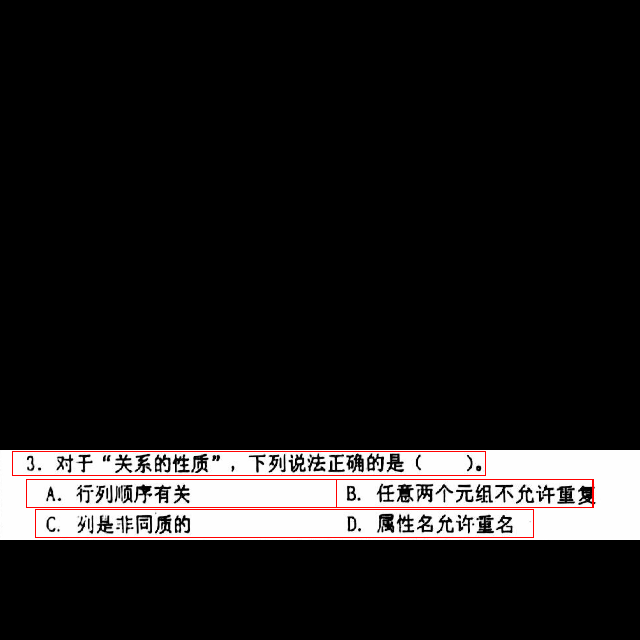 3. 对于“关系的性质”，下列说法正确的是（　　）。
A. 行列顺序有关　　B. 任意两个元组不允许重复
C. 列是非同质的　　D. 属性名允许重名